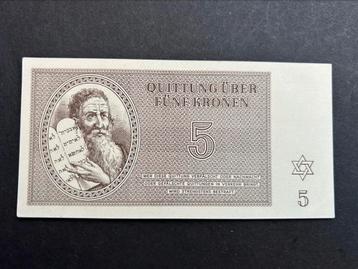 QUITTUNG ÜBER
FÜNF KRONEN
5
WER DIESE QUITTUNG VERFÄLSCHT ODER NACHMACHT
ODER GEFÄLSCHTE QUITTUNGEN IN VERKEHR BRINGT,
WIRD STRENGSTENS BESTRAFT
5